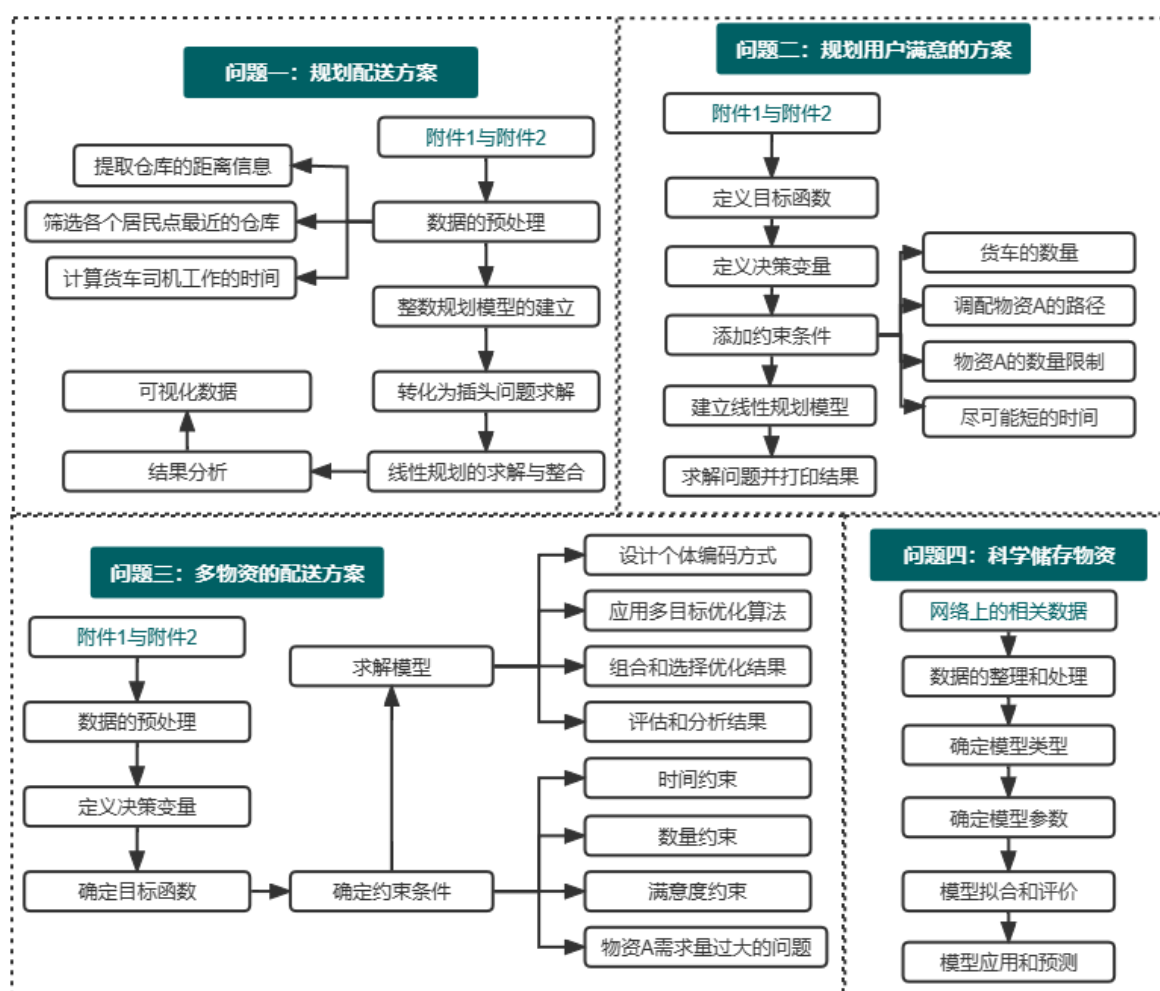 问题一：规划配送方案
附件1与附件2
提取仓库的距离信息
筛选各个居民点最近的仓库
数据的预处理
计算货车司机工作的时间
整数规划模型的建立
可视化数据
转化为插头问题求解
结果分析
线性规划的求解与整合
问题二：规划用户满意的方案
附件1与附件2
定义目标函数
定义决策变量
货车的数量
调配物资A的路径
添加约束条件
物资A的数量限制
建立线性规划模型
尽可能短的时间
求解问题并打印结果
问题三：多物资的配送方案
附件1与附件2
数据的预处理
定义决策变量
确定目标函数
确定约束条件
求解模型
设计个体编码方式
应用多目标优化算法
组合和选择优化结果
评估和分析结果
时间约束
数量约束
满意度约束
物资A需求量过大的问题
问题四：科学储存物资
网络上的相关数据
数据的整理和处理
确定模型类型
确定模型参数
模型拟合和评价
模型应用和预测